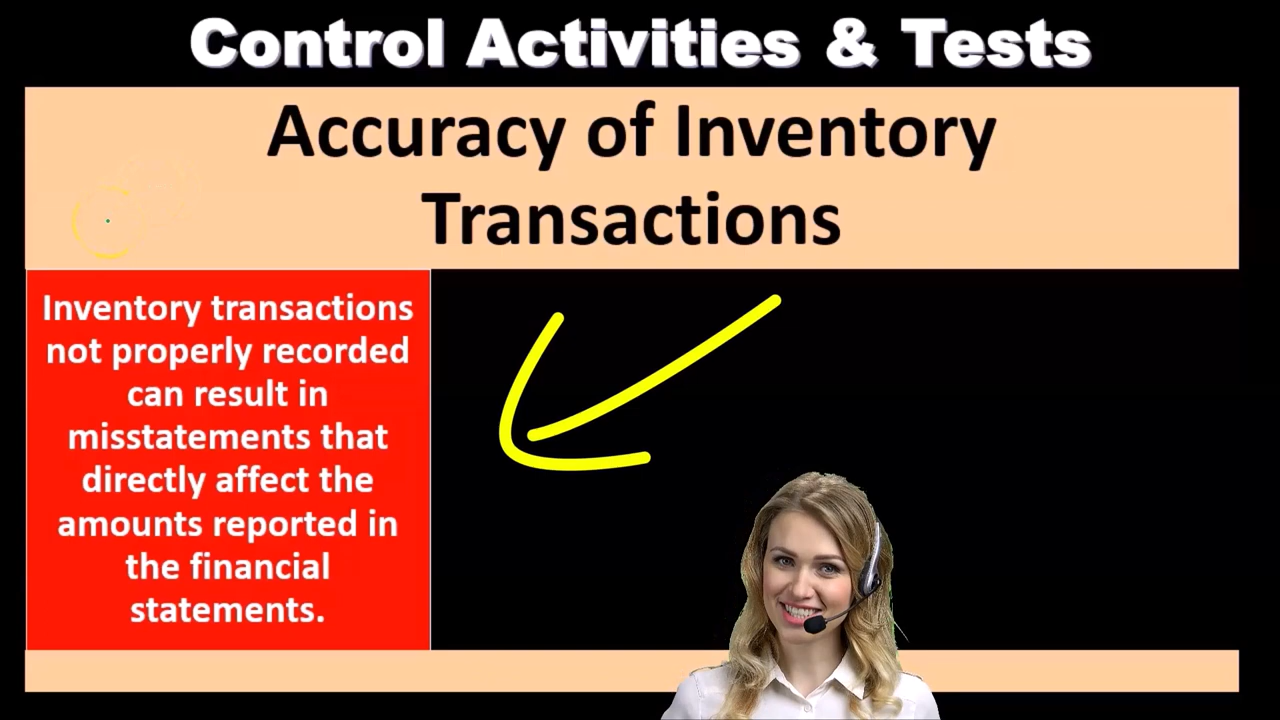 Control Activities & Tests
Accuracy of Inventory
Transactions
Inventory transactions
not properly recorded
can result in
misstatements that
directly affect the
amounts reported in
the financial
statements.